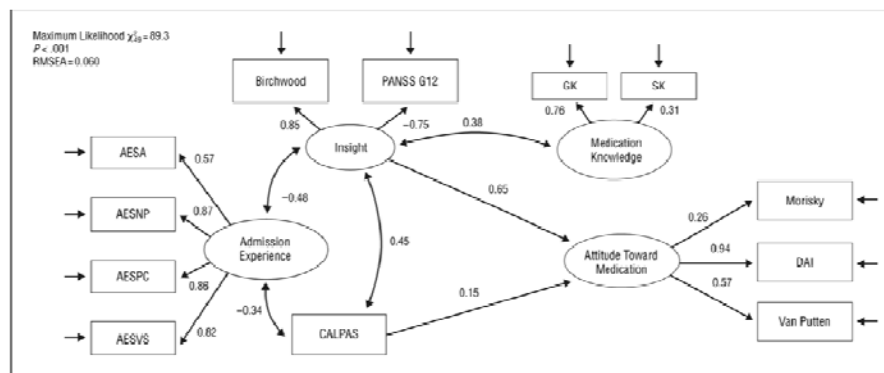 Maximum Likelihood χ²₄₉ = 89.3
P < .001
RMSEA = 0.060
Birchwood
PANSS G12
GK
SK
0.85
−0.75
0.76
0.31
0.38
AESA
0.57
Insight
Medication
Knowledge
−0.48
0.65
AESNP
0.87
Morisky
0.26
Admission
Experience
0.45
Attitude Toward
Medication
0.94
DAI
AESPC
0.86
0.57
−0.34
0.15
AESVS
0.62
CALPAS
Van Putten